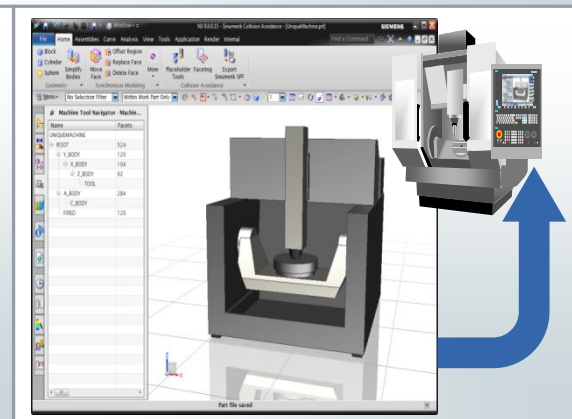 Window
NX 9.0.0.15 - Sinumerik Collision Avoidance - [UniqueMachine.prt]
SIEMENS
File Home Assemblies Curve Analysis View Tools Application Render Internal
Find a Command
Block
Cylinder
Sphere
Simplify Bodies
Move Face
Offset Region
Replace Face
Delete Face
More
Placeholder Tools
Faceting
Export Sinumerik SPF
Geometry
Synchronous Modeling
Collision Avoidance
Menu
No Selection Filter
Within Work Part Only
1
Machine Tool Navigator - Machin...
Name Facets
UNIQUEMACHINE
ROOT 524
Y_BODY 120
X_BODY 104
Z_BODY 92
TOOL
A_BODY 284
C_BODY
FIXED 120
Part file saved